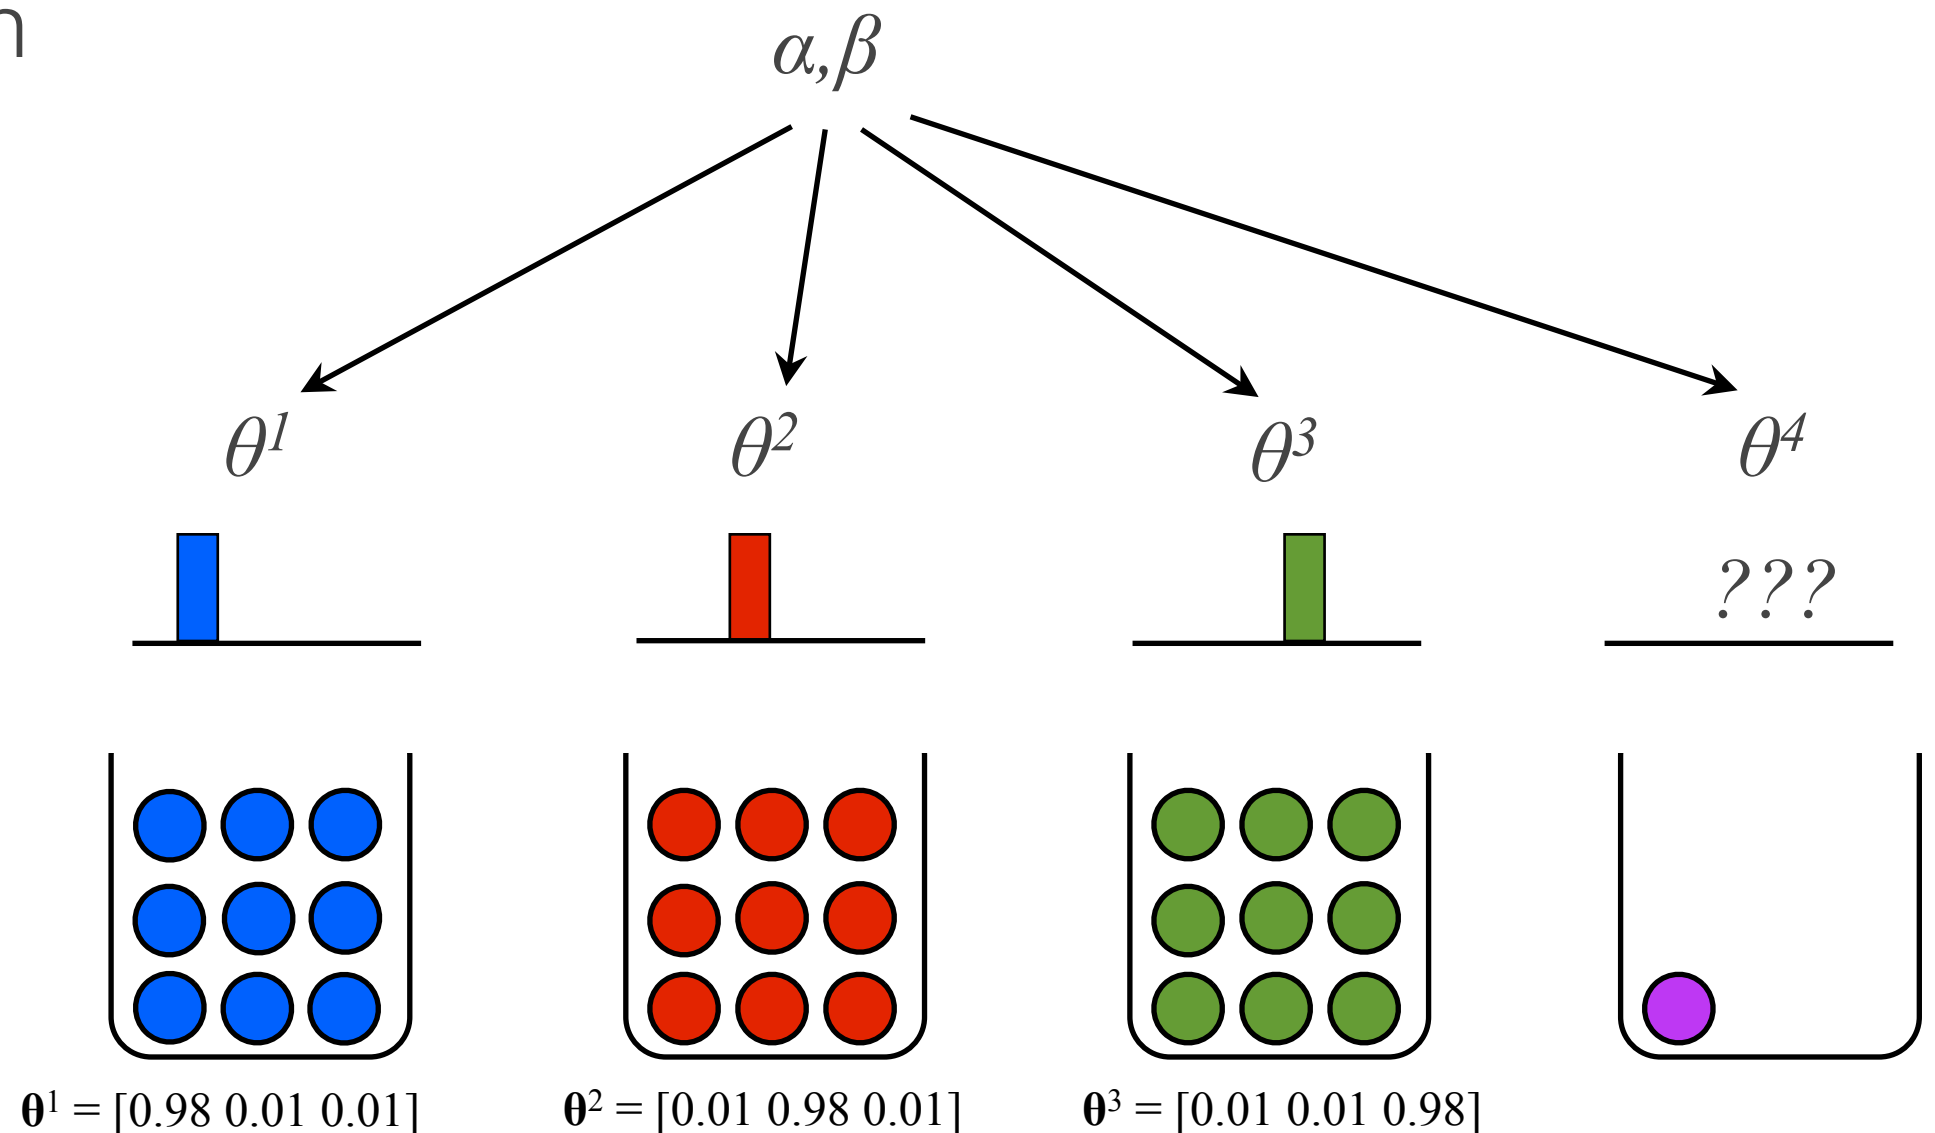 n
α,β
θ¹ θ² θ³ θ⁴
???
θ¹ = [0.98 0.01 0.01] θ² = [0.01 0.98 0.01] θ³ = [0.01 0.01 0.98]